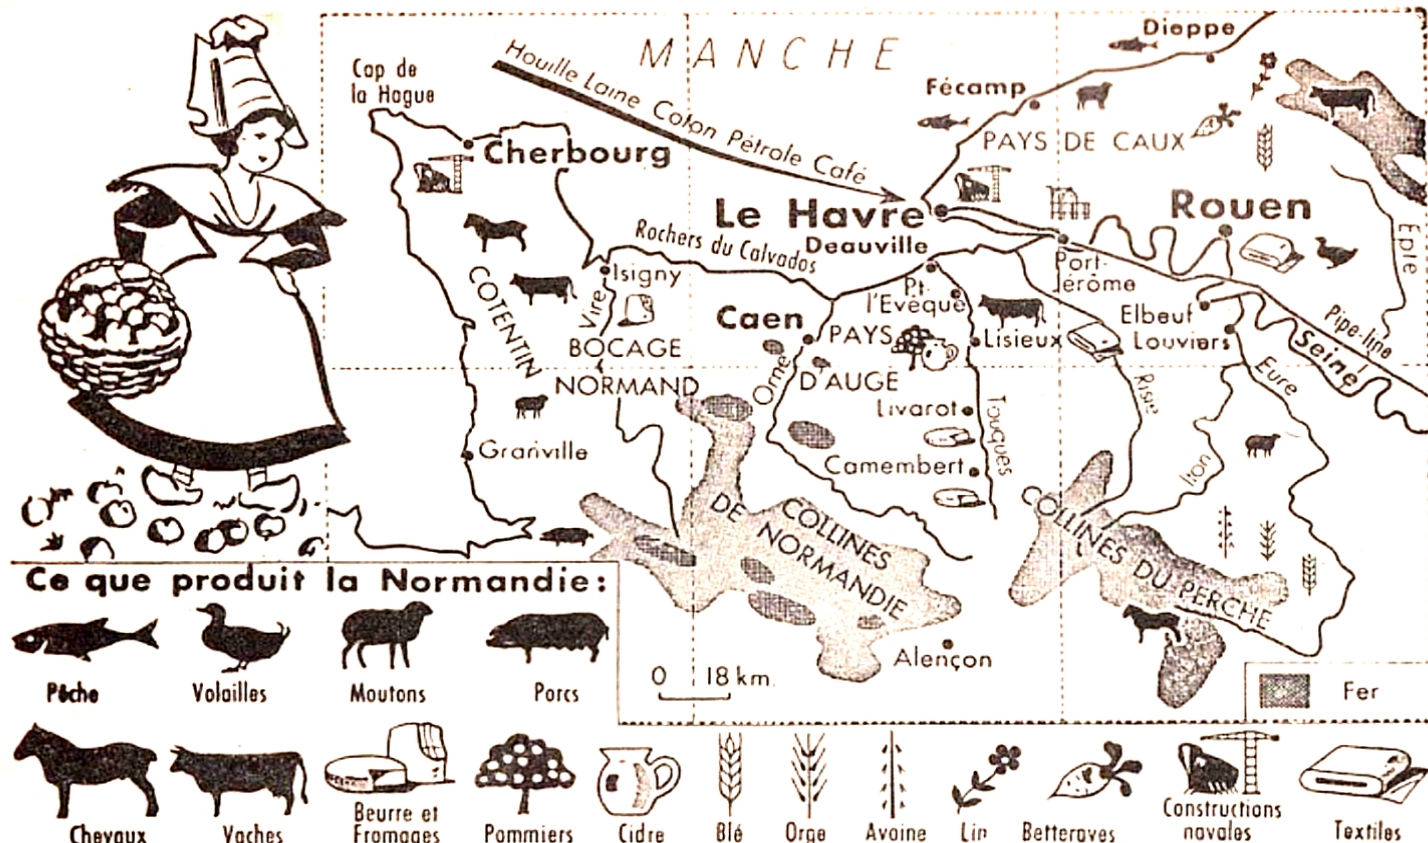 MANCHE
Dieppe
Cap de
la Hague
Houille Laine Coton Pétrole Café
Fécamp
PAYS DE CAUX
Cherbourg
Le Havre
Rouen
Rochers du Calvados
Deauville
Epte
Isigny
Port-
Jérôme
COTENTIN
Vire
Pt-
l'Evêque
Elbeuf
Pipe-line
Caen
PAYS
Lisieux
Louviers
Seine
BOCAGE
NORMAND
Orne
D'AUGE
Risle
Eure
Livarot
Touques
Granville
Camembert
Iton
COLLINES
DE NORMANDIE
COLLINES DU PERCHE
Alençon
0 18 km.
Fer
Ce que produit la Normandie:
Pêche
Volailles
Moutons
Porcs
Chevaux
Vaches
Beurre et
Fromages
Pommiers
Cidre
Blé
Orge
Avoine
Lin
Betteraves
Constructions
navales
Textiles